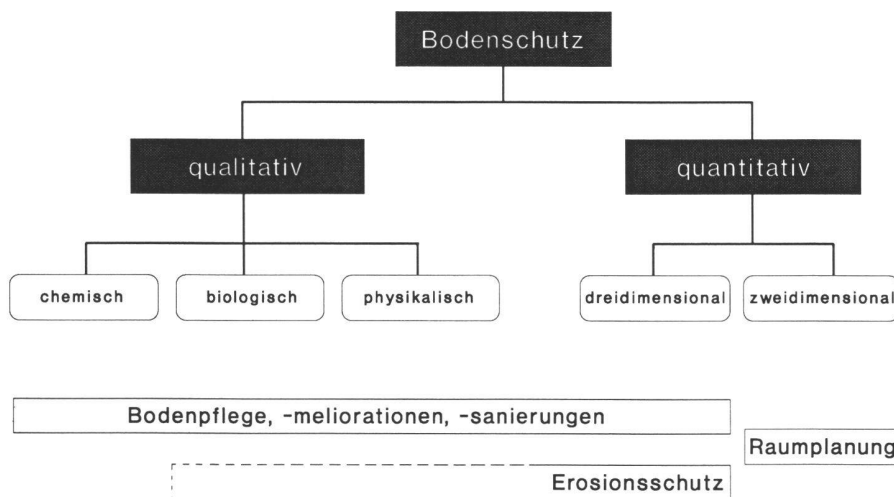 Bodenschutz
qualitativ
quantitativ
chemisch
biologisch
physikalisch
dreidimensional
zweidimensional
Bodenpflege, -meliorationen, -sanierungen
Raumplanung
Erosionsschutz